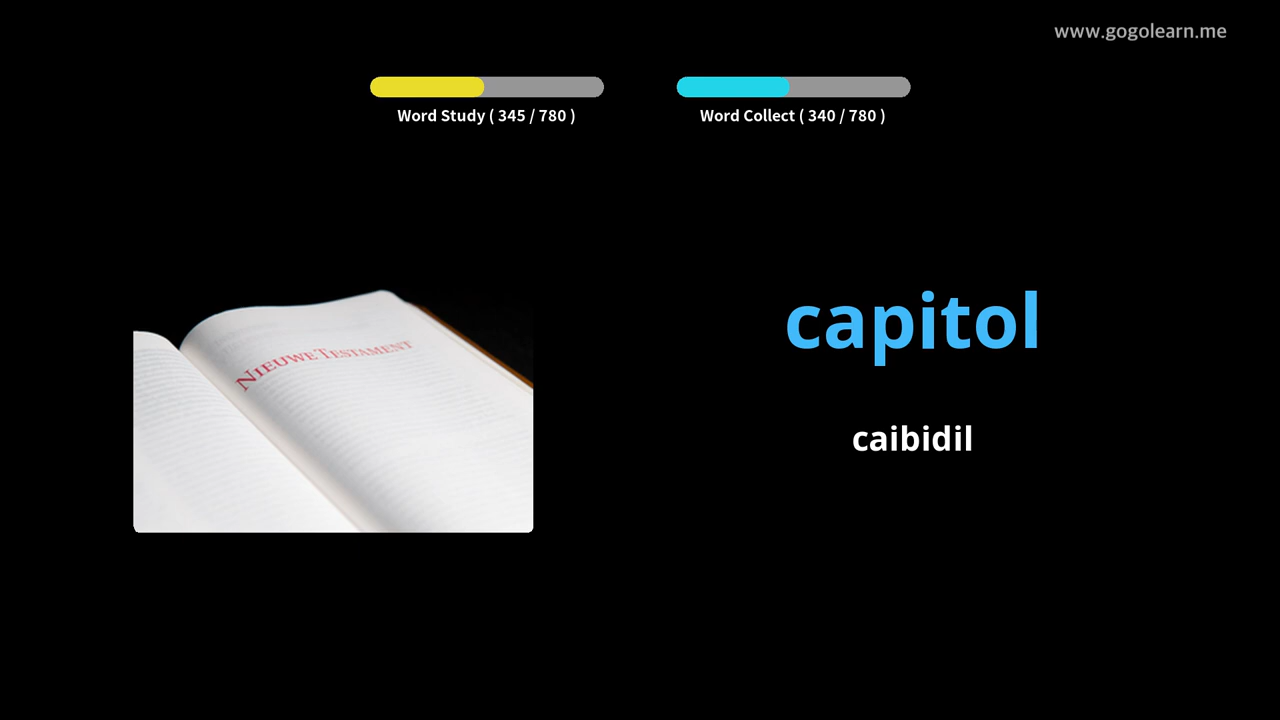 www.gogolearn.me
Word Study ( 345 / 780 )
Word Collect ( 340 / 780 )
NIEUWE TESTAMENT
capitol
caibidil